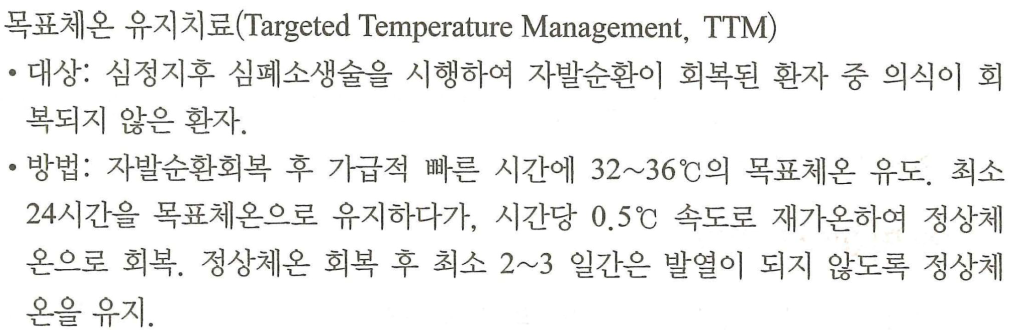 목표체온 유지치료(Targeted Temperature Management, TTM)
• 대상: 심정지후 심폐소생술을 시행하여 자발순환이 회복된 환자 중 의식이 회
복되지 않은 환자.
• 방법: 자발순환회복 후 가급적 빠른 시간에 32~36℃의 목표체온 유도. 최소
24시간을 목표체온으로 유지하다가, 시간당 0.5℃ 속도로 재가온하여 정상체
온으로 회복. 정상체온 회복 후 최소 2~3 일간은 발열이 되지 않도록 정상체
온을 유지.